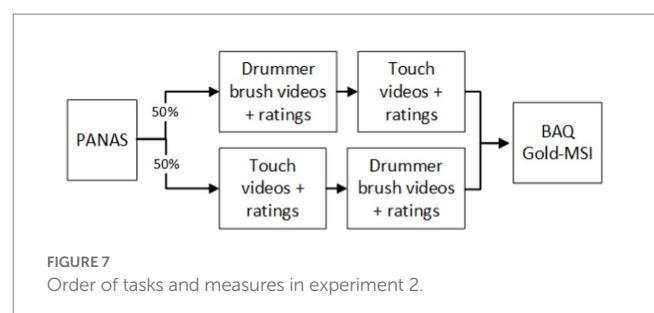 PANAS
50%
50%
Drummer
brush videos
+ ratings
Touch
videos +
ratings
Touch
videos +
ratings
Drummer
brush videos
+ ratings
BAQ
Gold-MSI
FIGURE 7
Order of tasks and measures in experiment 2.